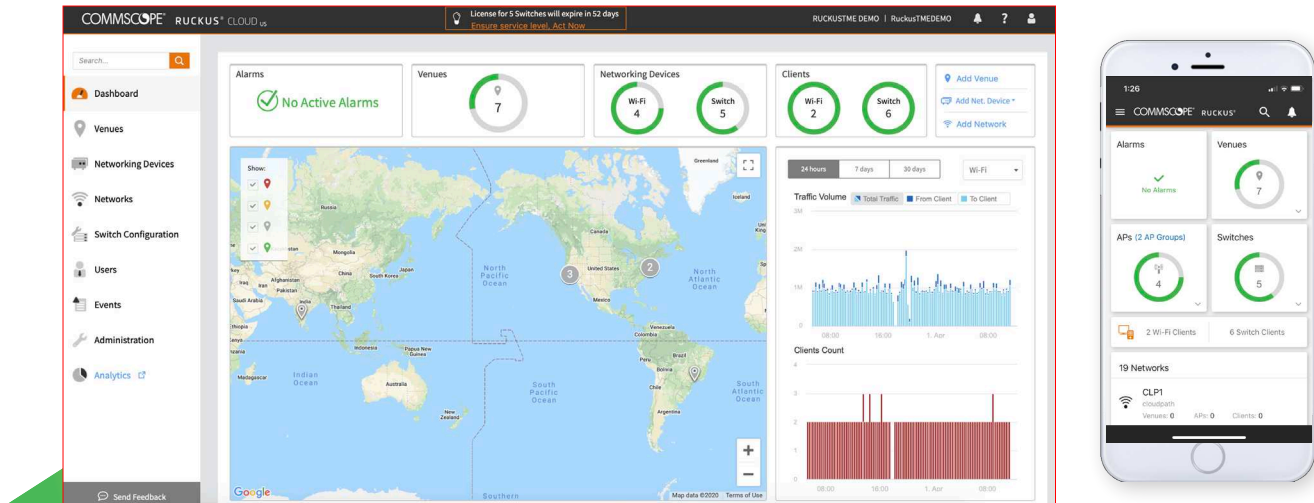 COMMSCOPE® RUCKUS® CLOUD US
License for 5 Switches will expire in 52 days
Ensure service level, Act Now
RUCKUSTME DEMO | RuckusTMEDEMO
?
Search...
Dashboard
Venues
Networking Devices
Networks
Switch Configuration
Users
Events
Administration
Analytics
Send Feedback
Alarms
No Active Alarms
Venues
7
Networking Devices
Wi-Fi
4
Switch
5
Clients
Wi-Fi
2
Switch
6
Add Venue
Add Net. Device
Add Network
Show:
Greenland
Iceland
Russia
Canada
Mongolia
China
South Korea
Japan
Afghanistan
Iraq
Iran
Pakistan
Saudi Arabia
India
Thailand
North
Pacific
Ocean
3
United States
2
North
Atlantic
Ocean
Mexico
Venezuela
Colombia
Indonesia
Papua New
Guinea
Peru
Brazil
Bolivia
Madagascar
Indian
Ocean
Australia
South
Pacific
Ocean
Chile
South
Atlantic
Ocean
Argentina
New
Zealand
Southern
+
−
Google
Map data ©2020
Terms of Use
24 hours
7 days
30 days
Wi-Fi
Traffic Volume
Total Traffic
From Client
To Client
3M
2M
1M
0
08:00
16:00
1. Apr
08:00
Clients Count
4
3
2
1
0
08:00
16:00
1. Apr
08:00
1:26
COMMSCOPE® RUCKUS®
Alarms
No Alarms
Venues
7
APs (2 AP Groups)
4
Switches
5
2 Wi-Fi Clients
6 Switch Clients
19 Networks
CLP1
cloudpath
Venues: 0 APs: 0 Clients: 0